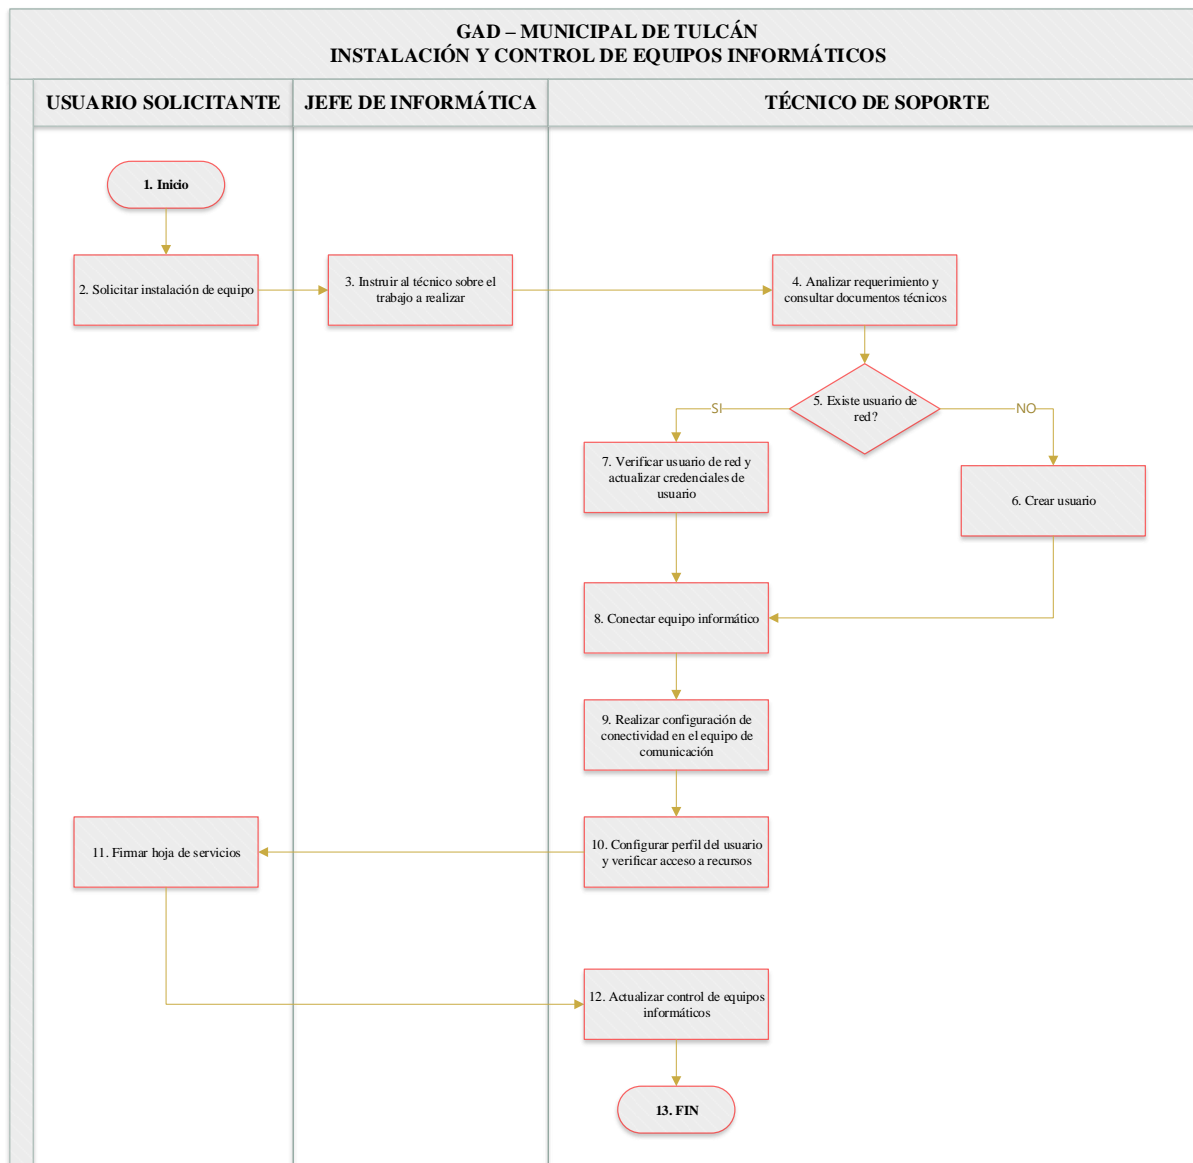 GAD – MUNICIPAL DE TULCÁN
INSTALACIÓN Y CONTROL DE EQUIPOS INFORMÁTICOS
USUARIO SOLICITANTE
JEFE DE INFORMÁTICA
TÉCNICO DE SOPORTE
1. Inicio
2. Solicitar instalación de equipo
3. Instruir al técnico sobre el
trabajo a realizar
4. Analizar requerimiento y
consultar documentos técnicos
5. Existe usuario de
red?
SI
NO
7. Verificar usuario de red y
actualizar credenciales de
usuario
6. Crear usuario
8. Conectar equipo informático
9. Realizar configuración de
conectividad en el equipo de
comunicación
10. Configurar perfil del usuario
y verificar acceso a recursos
11. Firmar hoja de servicios
12. Actualizar control de equipos
informáticos
13. FIN